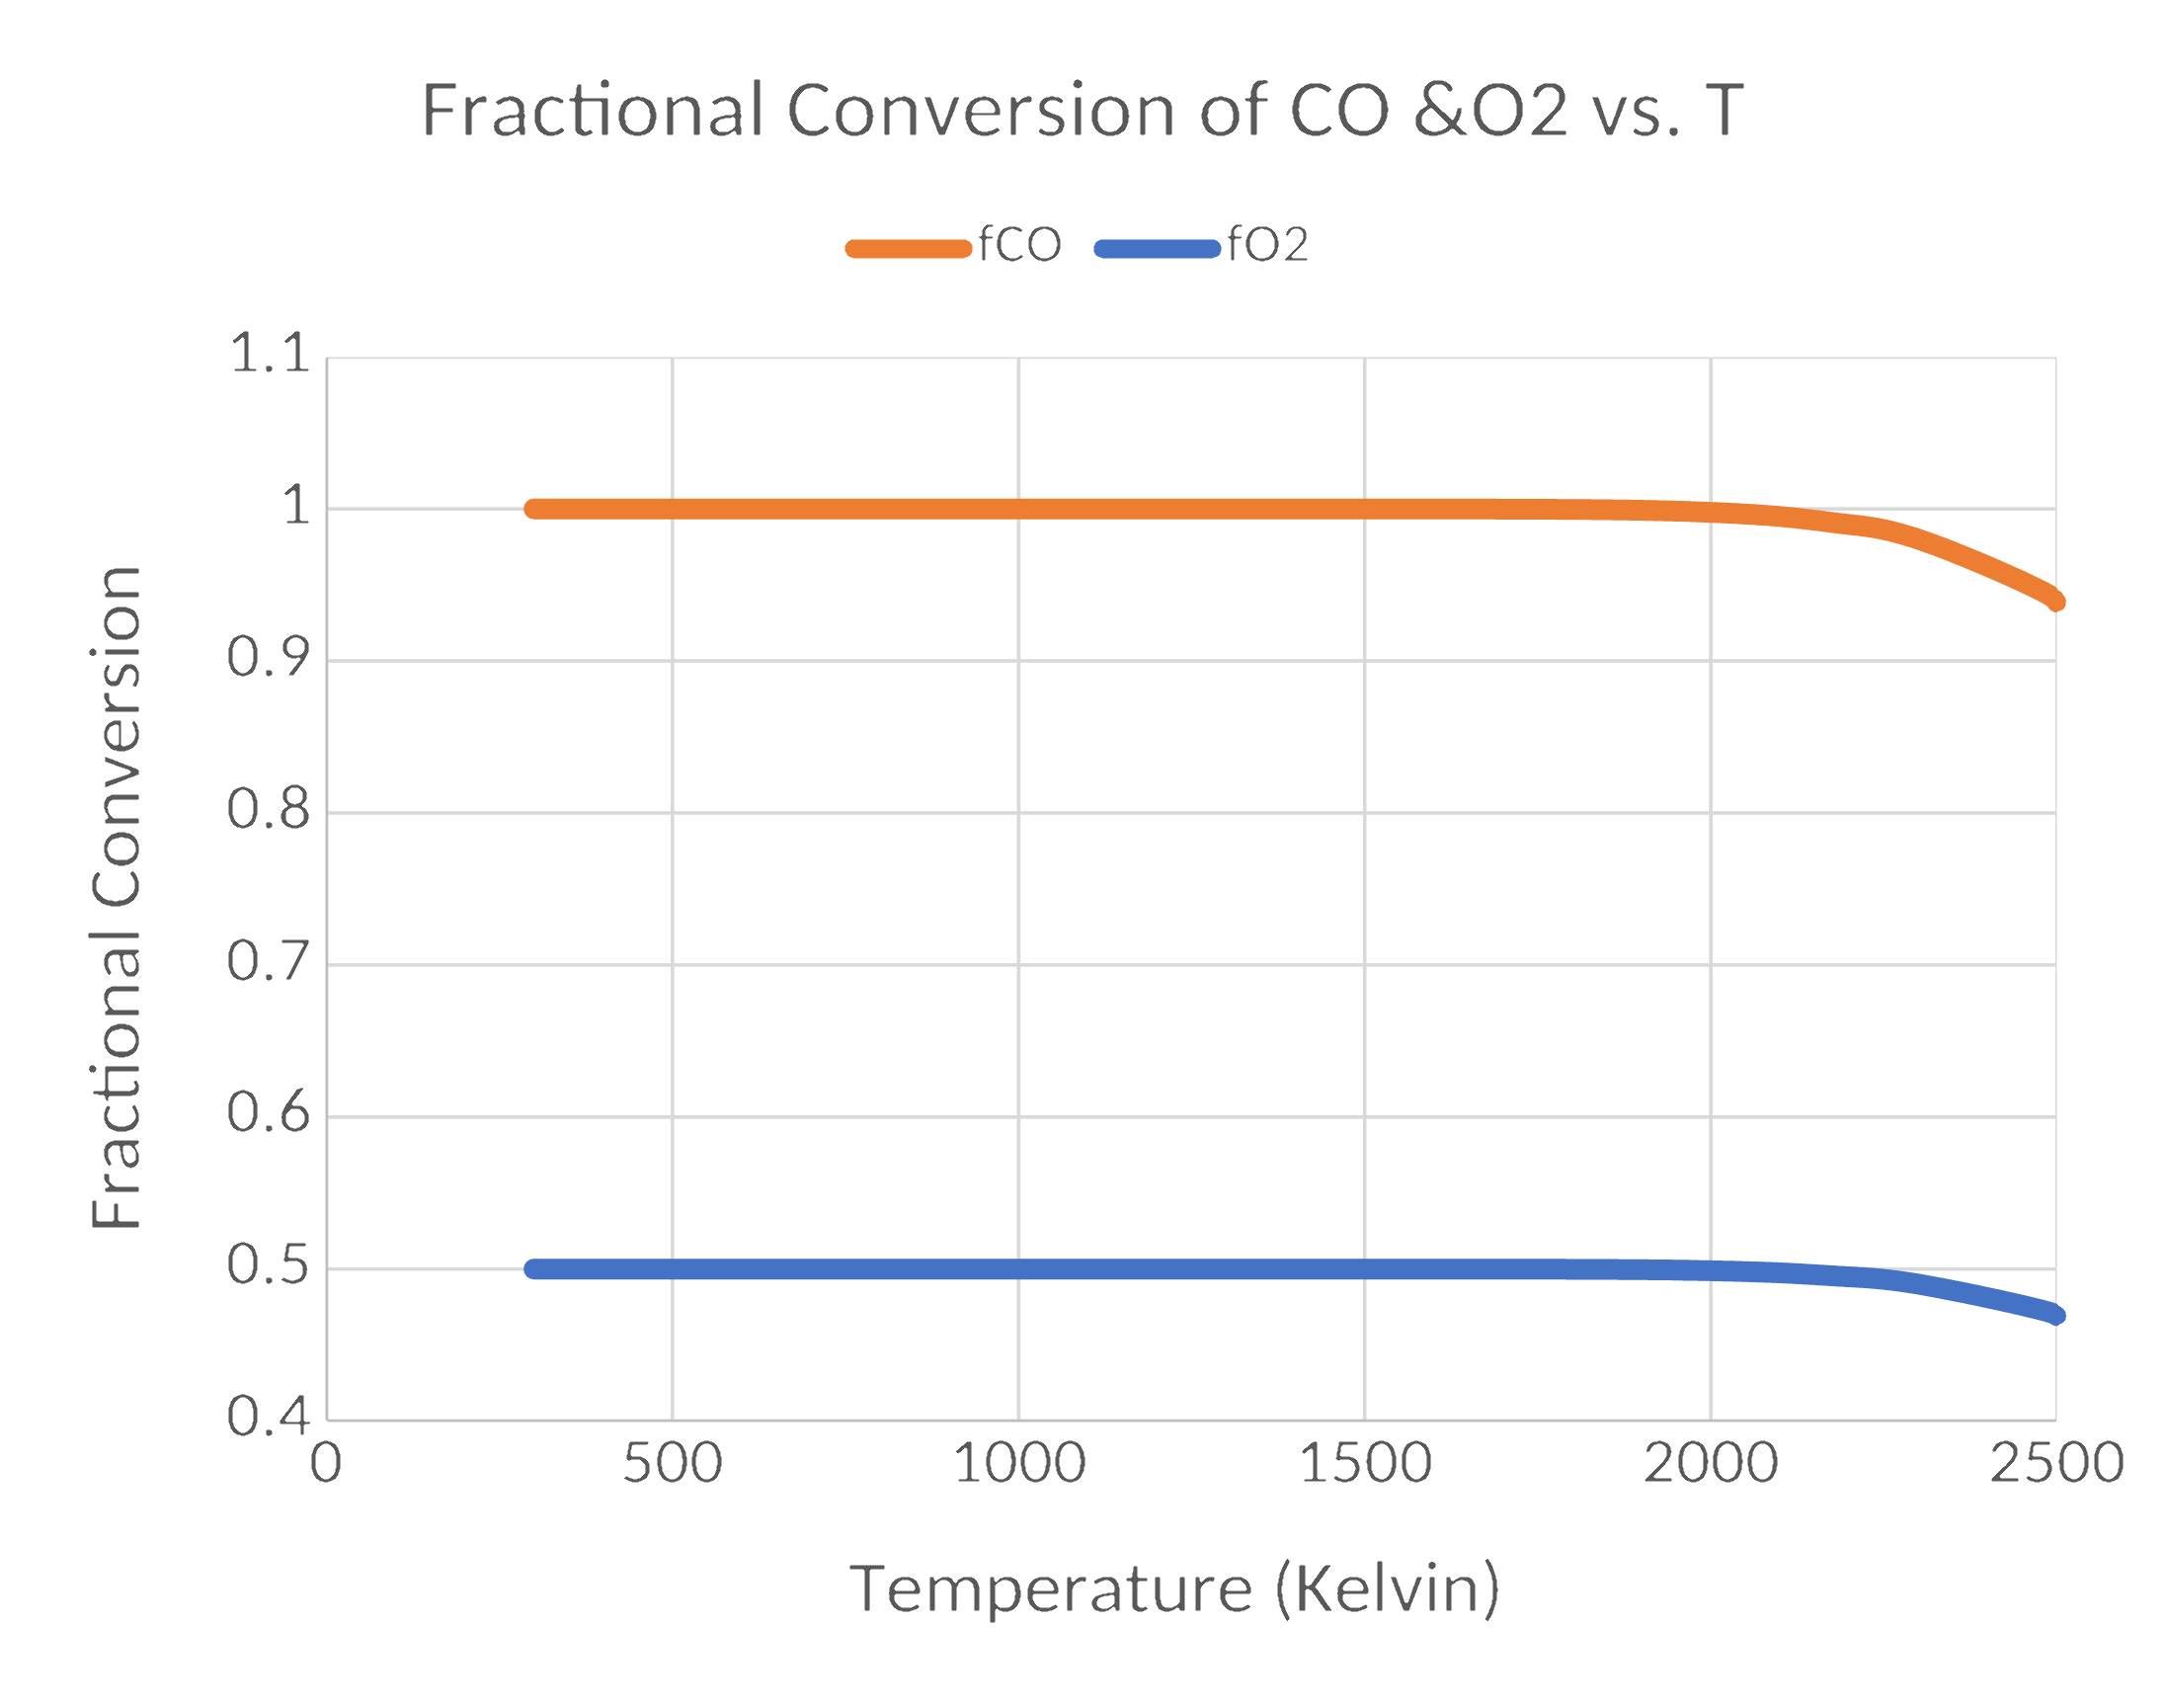 Fractional Conversion of CO &O2 vs. T
fCO
fO2
1.1
1
0.9
0.8
0.7
0.6
0.5
0.4
Fractional Conversion
0
500
1000
1500
2000
2500
Temperature (Kelvin)